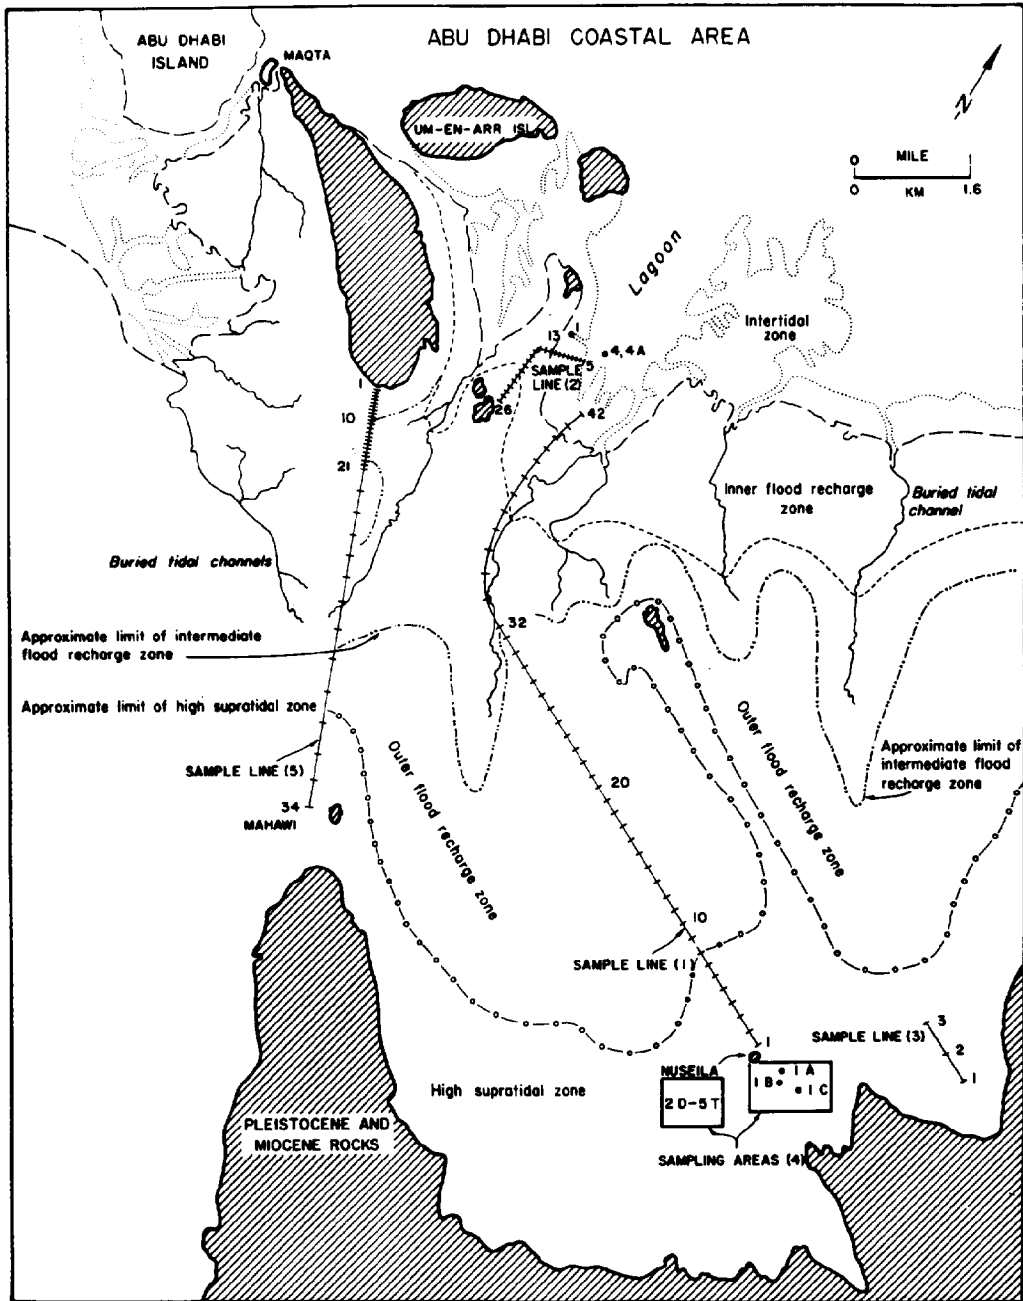 ABU DHABI COASTAL AREA
ABU DHABI
ISLAND
MAQTA
N
UM-EN-ARR ISL
0 MILE 1
0 KM 1.6
Lagoon
Intertidal
zone
1
13
4, 4A
5
SAMPLE
LINE (2)
26
42
1
10
21
Inner flood recharge
zone
Buried tidal
channel
Buried tidal channels
32
Approximate limit of intermediate
flood recharge zone
Approximate limit of high supratidal zone
Outer flood recharge zone
Outer flood recharge zone
Approximate limit of
intermediate flood
recharge zone
SAMPLE LINE (5)
20
34
MAHAWI
10
SAMPLE LINE (1)
SAMPLE LINE (3)
3
2
1
1
NUSEILA
1A
1B
1C
2D-5T
High supratidal zone
PLEISTOCENE AND
MIOCENE ROCKS
SAMPLING AREAS (4)